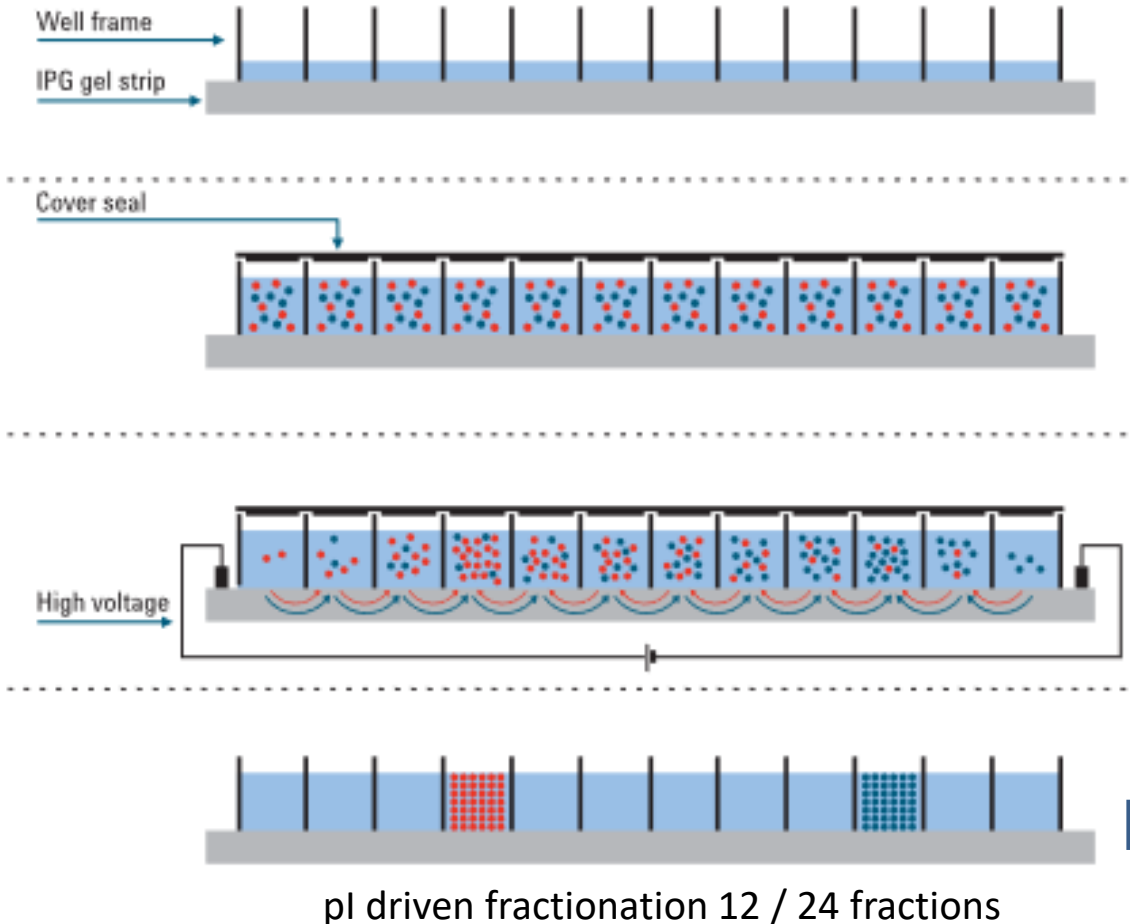 Well frame
IPG gel strip
Cover seal
High voltage
pI driven fractionation 12 / 24 fractions